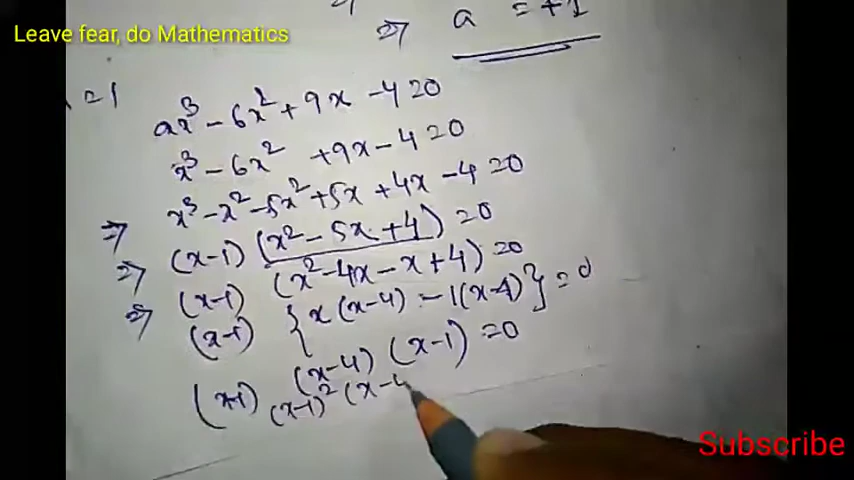 Leave fear, do Mathematics
⇒ a = +1
=1
ax³ - 6x² + 9x - 4 = 0
x³ - 6x² + 9x - 4 = 0
⇒ x³ - x² - 5x² + 5x + 4x - 4 = 0
⇒ (x-1) (x² - 5x + 4) = 0
⇒ (x-1) (x² - 4x - x + 4) = 0
(x-1) {x(x-4) - 1(x-4)} = 0
(x-1) (x-4) (x-1) = 0
(x-1)² (x-4
Subscribe